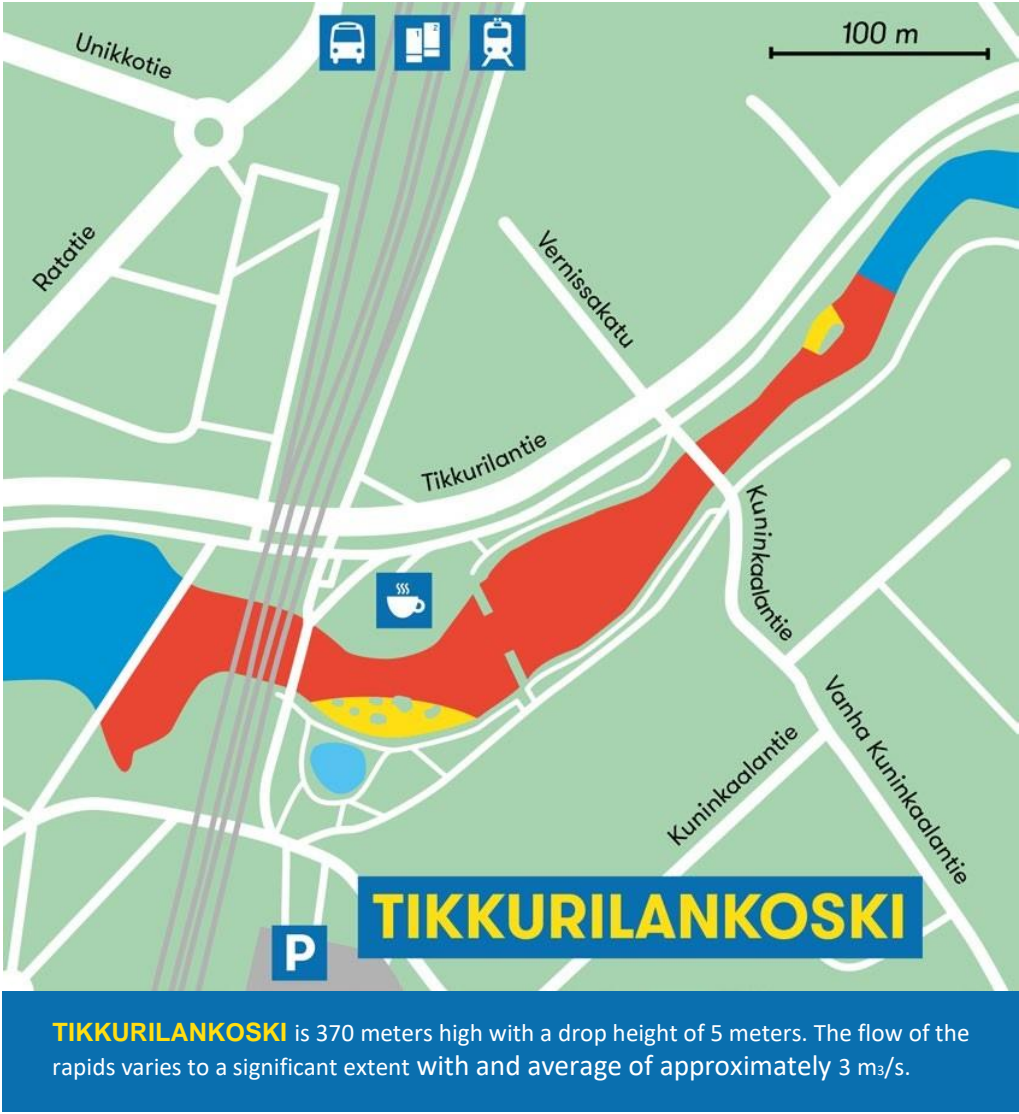 Unikkotie
100 m
Ratatie
Vernissakatu
Tikkurilantie
Kuninkaalantie
Vanha Kuninkaalantie
Kuninkaalantie
P
TIKKURILANKOSKI
TIKKURILANKOSKI is 370 meters high with a drop height of 5 meters. The flow of the
rapids varies to a significant extent with and average of approximately 3 m3/s.